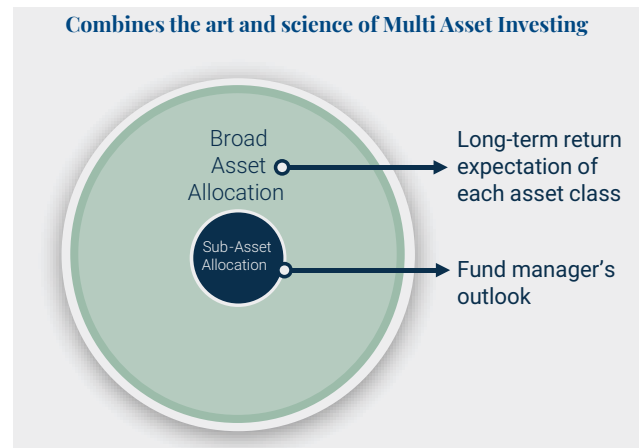 Combines the art and science of Multi Asset Investing
Broad
Asset
Allocation
Long-term return
expectation of
each asset class
Sub-Asset
Allocation
Fund manager's
outlook